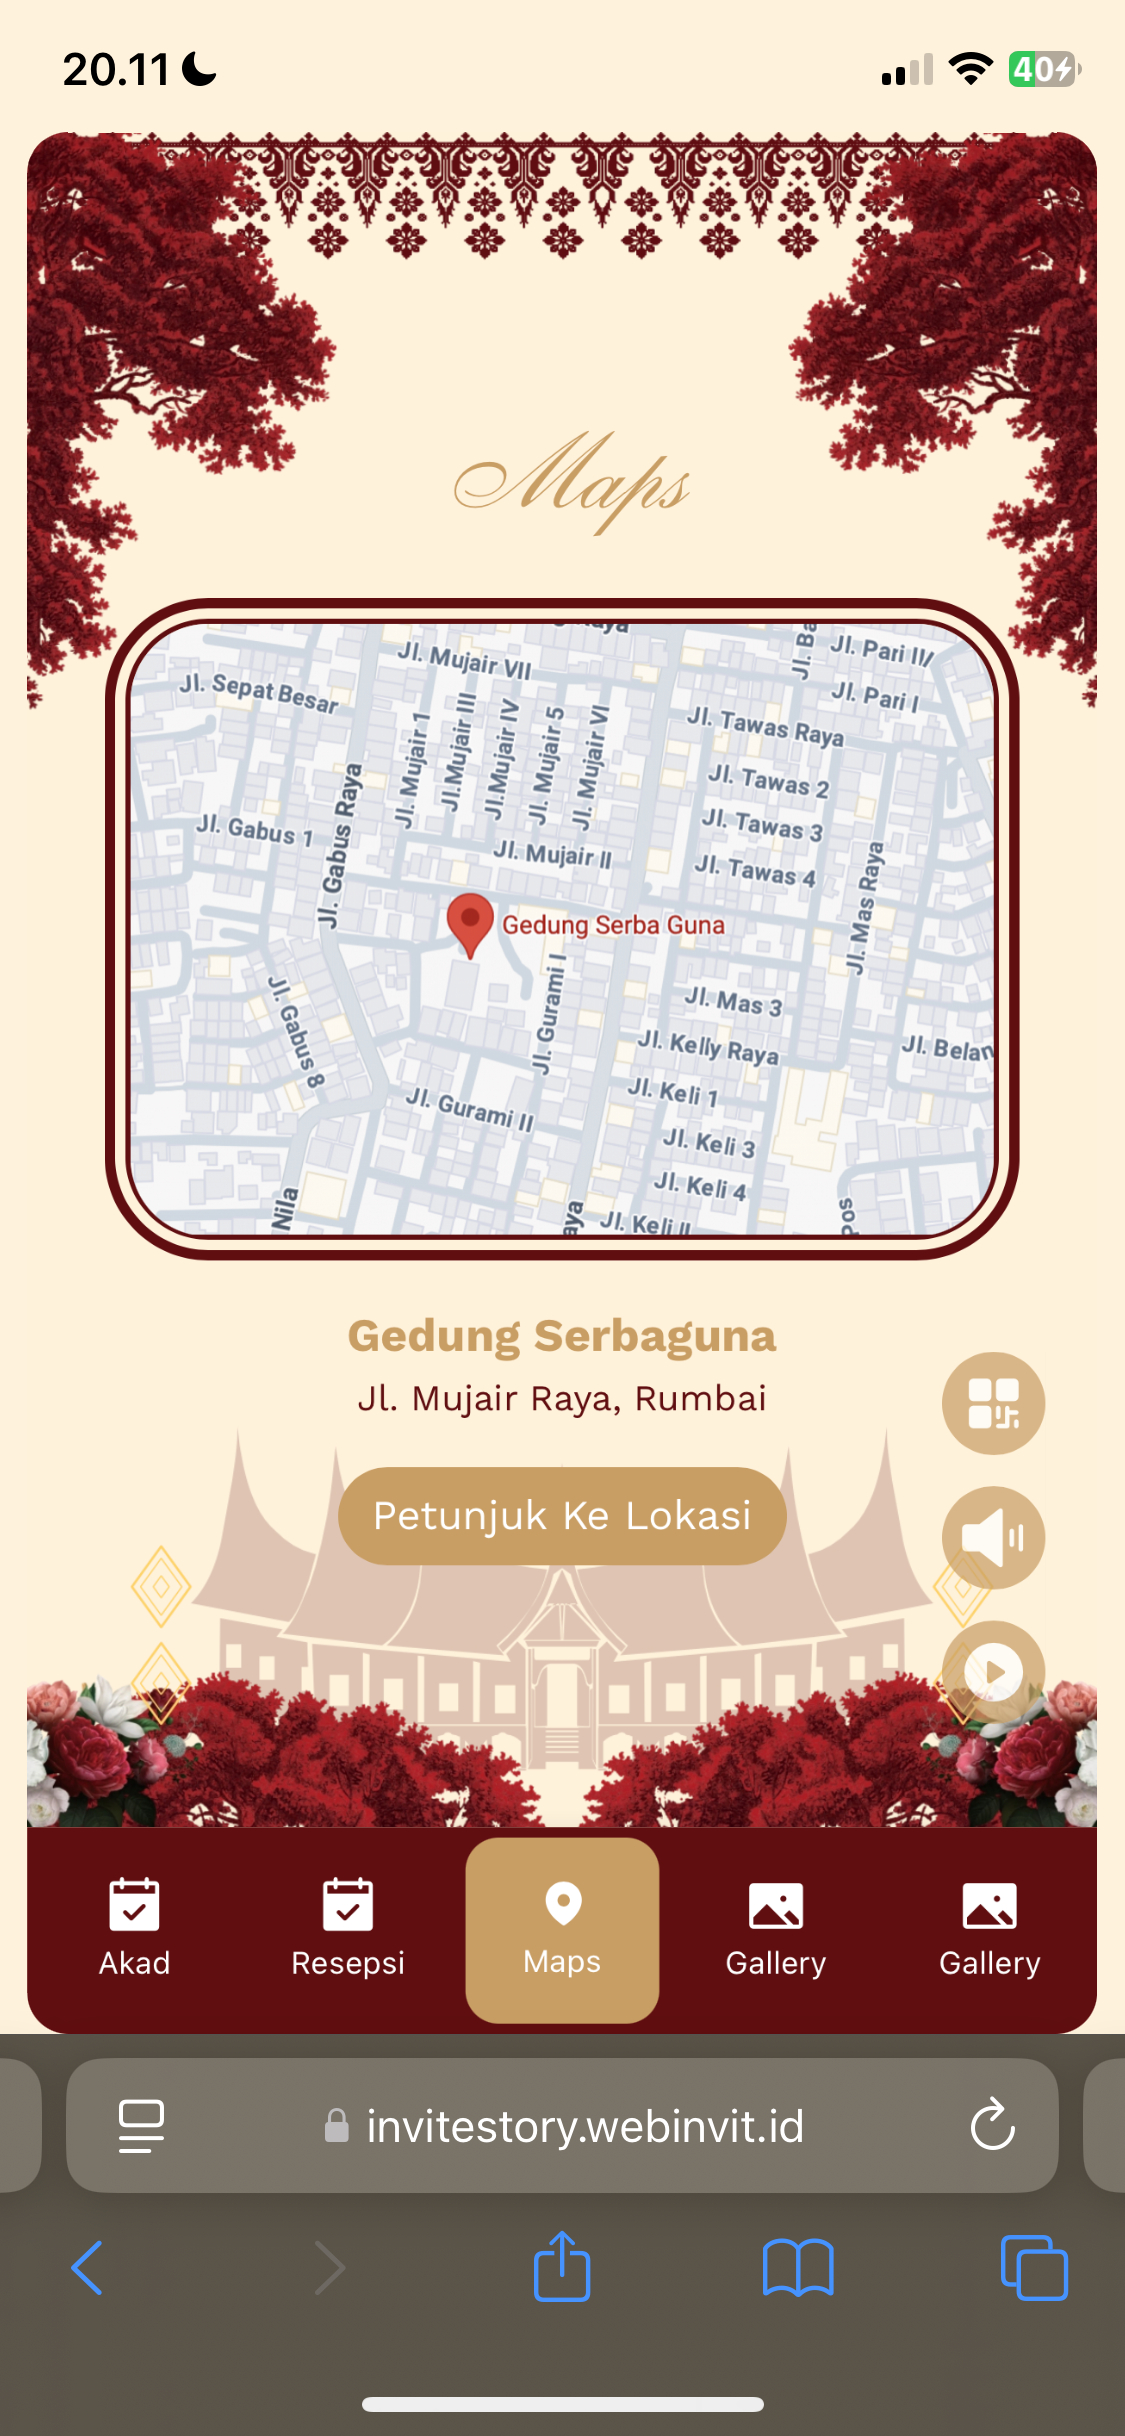 20.11
40
Maps
Jl. Mujair VII
Jl. Pari IV
Jl. Sepat Besar
Jl. Pari I
Jl. Mujair 1
Jl.Mujair III
Jl.Mujair IV
Jl. Mujair 5
Jl. Mujair VI
Jl. Tawas Raya
Jl. Tawas 2
Jl. Gabus Raya
Jl. Gabus 1
Jl. Tawas 3
Jl. Mujair II
Jl. Tawas 4
Jl. Mas Raya
Gedung Serba Guna
Jl. Gabus 8
Jl. Gurami I
Jl. Mas 3
Jl. Kelly Raya
Jl. Belan
Jl. Gurami II
Jl. Keli 1
Jl. Keli 3
Jl. Keli 4
Nila
aya
Jl. Keli II
Pos
Gedung Serbaguna
Jl. Mujair Raya, Rumbai
Petunjuk Ke Lokasi
Akad
Resepsi
Maps
Gallery
Gallery
invitestory.webinvit.id